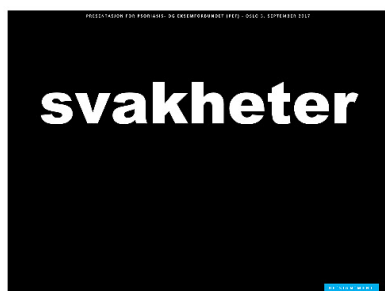 PRESENTASJON FOR PSORIASIS- OG EKSEMFORBUNDET (PEF) - OSLO 1. SEPTEMBER 2017
svakheter